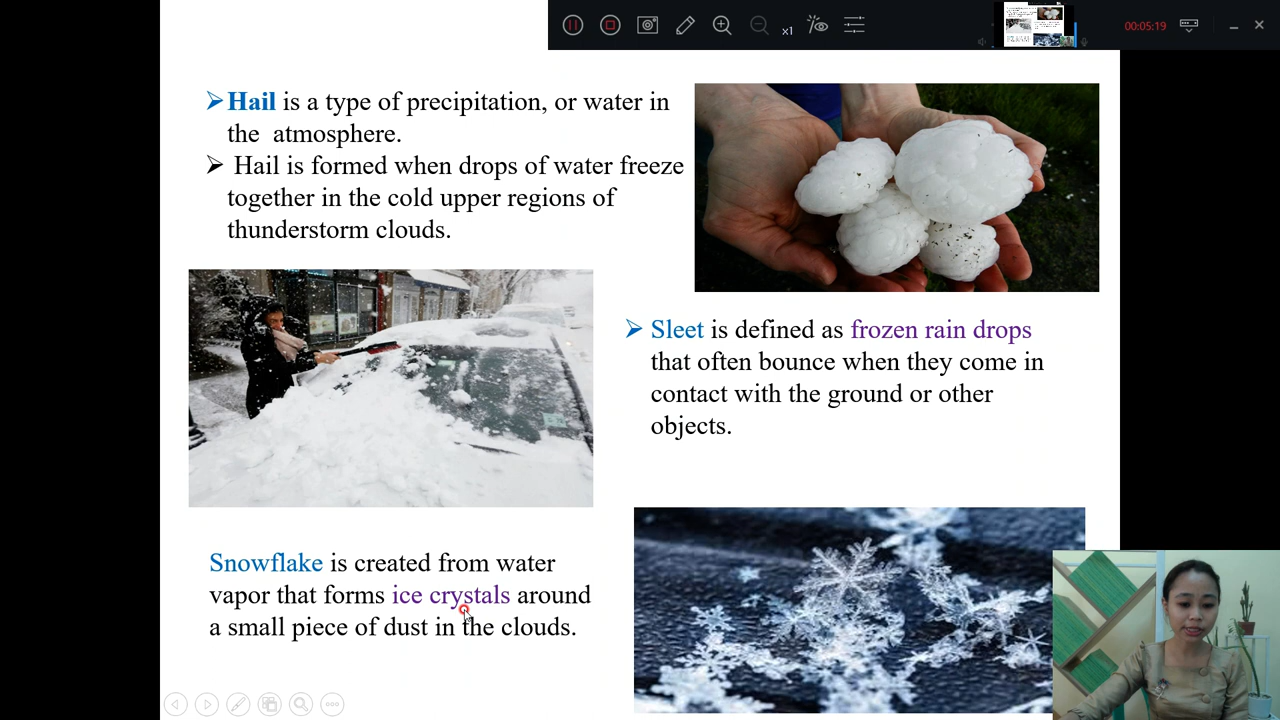 x1
00:05:19
➢Hail is a type of precipitation, or water in
the  atmosphere.
➢ Hail is formed when drops of water freeze
together in the cold upper regions of
thunderstorm clouds.
➢ Sleet is defined as frozen rain drops
that often bounce when they come in
contact with the ground or other
objects.
Snowflake is created from water
vapor that forms ice crystals around
a small piece of dust in the clouds.